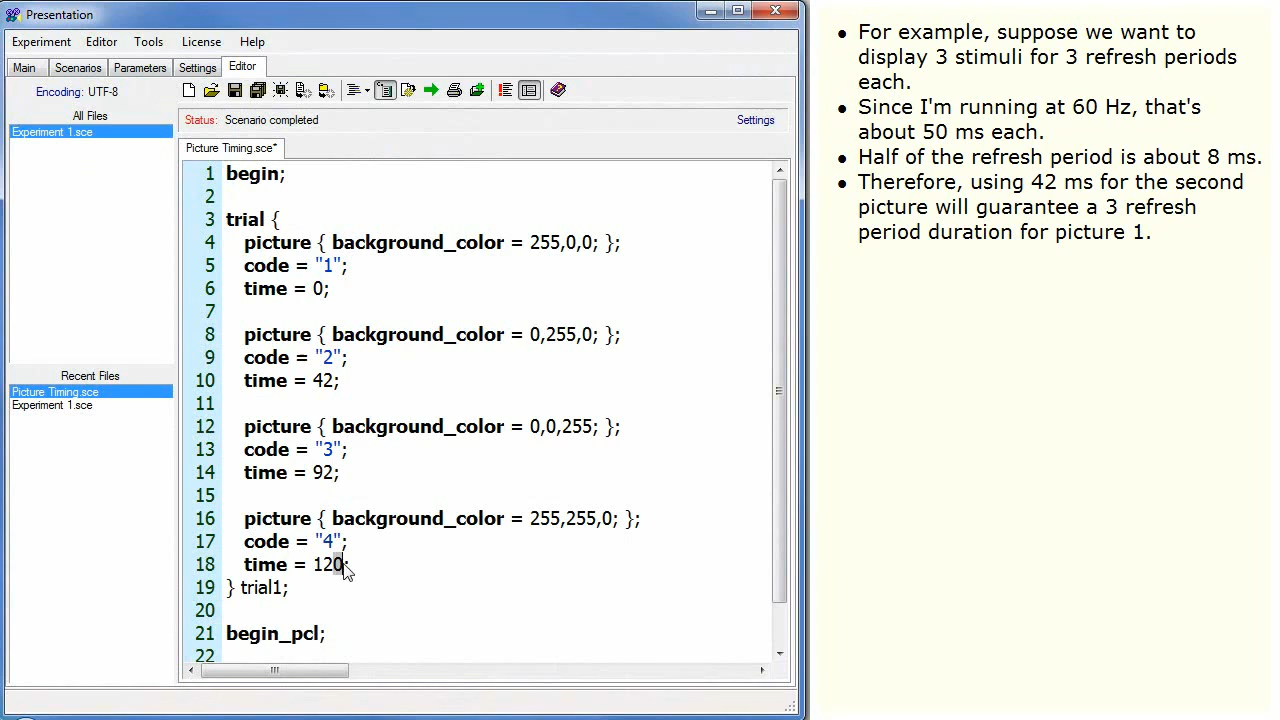 Presentation
Experiment Editor Tools License Help
Main Scenarios Parameters Settings Editor
Encoding: UTF-8
All Files
Experiment 1.sce
Recent Files
Picture Timing.sce
Experiment 1.sce
Status: Scenario completed Settings
Picture Timing.sce*
1 begin;
2
3 trial {
4 picture { background_color = 255,0,0; };
5 code = "1";
6 time = 0;
7
8 picture { background_color = 0,255,0; };
9 code = "2";
10 time = 42;
11
12 picture { background_color = 0,0,255; };
13 code = "3";
14 time = 92;
15
16 picture { background_color = 255,255,0; };
17 code = "4";
18 time = 120;
19 } trial1;
20
21 begin_pcl;
22
• For example, suppose we want to
display 3 stimuli for 3 refresh periods
each.
• Since I'm running at 60 Hz, that's
about 50 ms each.
• Half of the refresh period is about 8 ms.
• Therefore, using 42 ms for the second
picture will guarantee a 3 refresh
period duration for picture 1.